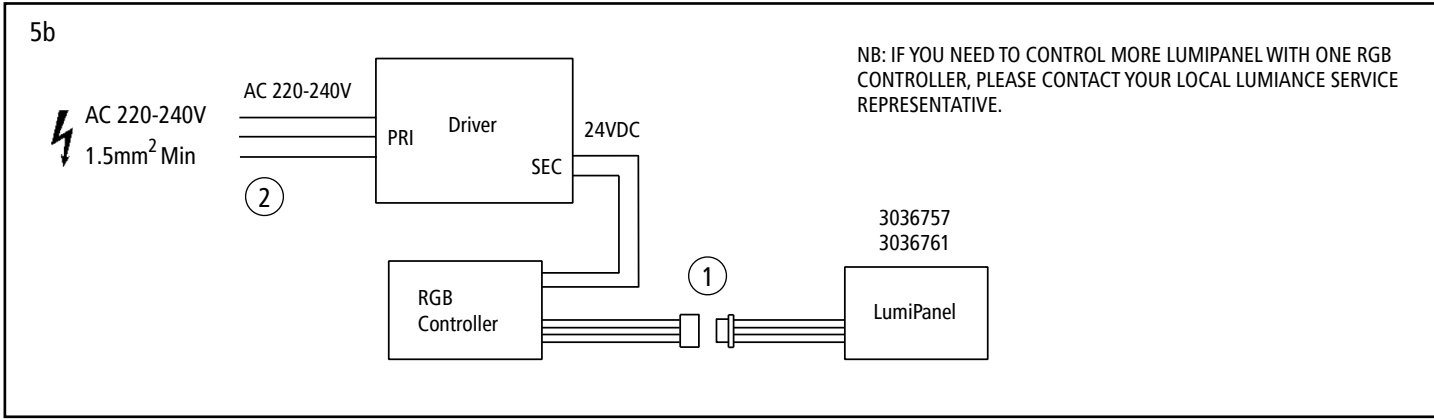 5b
NB: IF YOU NEED TO CONTROL MORE LUMIPANEL WITH ONE RGB
CONTROLLER, PLEASE CONTACT YOUR LOCAL LUMIANCE SERVICE
REPRESENTATIVE.
AC 220-240V
1.5mm² Min
AC 220-240V
2
PRI
Driver
SEC
24VDC
RGB
Controller
1
3036757
3036761
LumiPanel